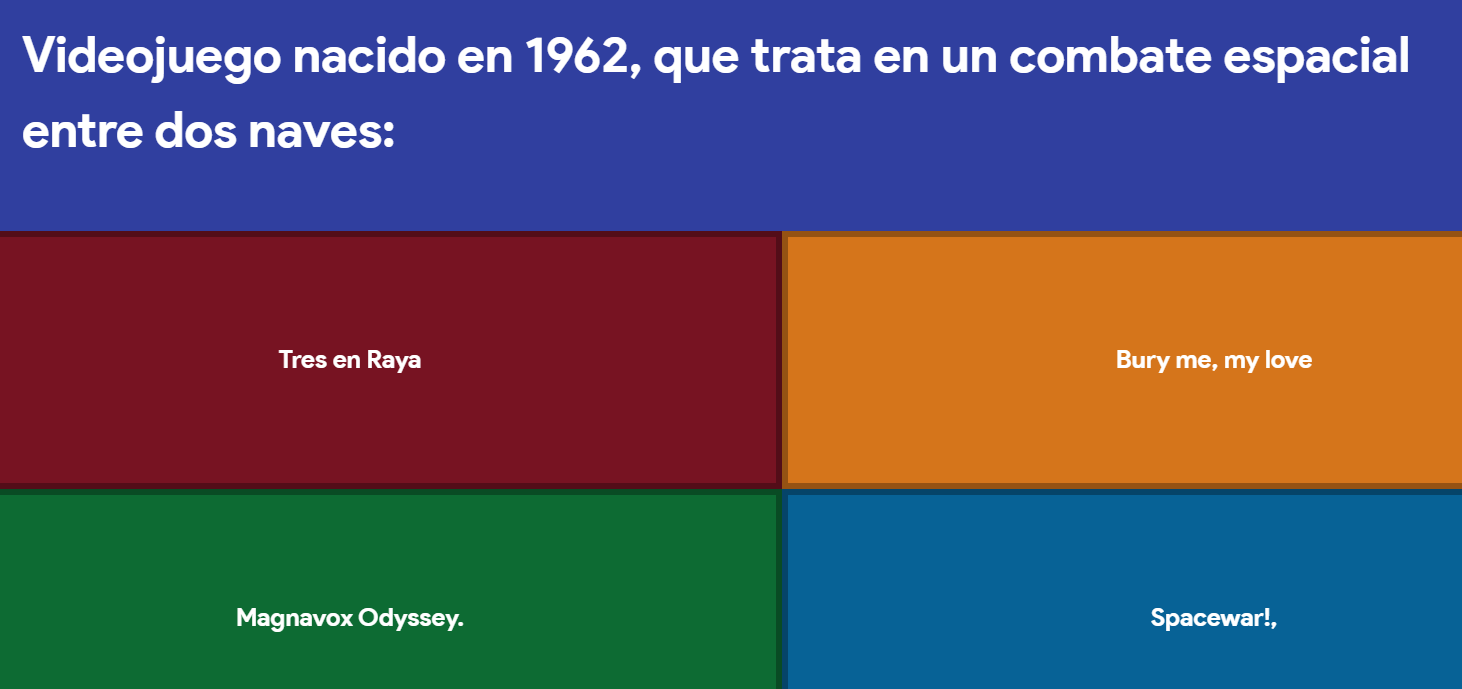 Videojuego nacido en 1962, que trata en un combate espacial
entre dos naves:
Tres en Raya
Bury me, my love
Magnavox Odyssey.
Spacewar!,